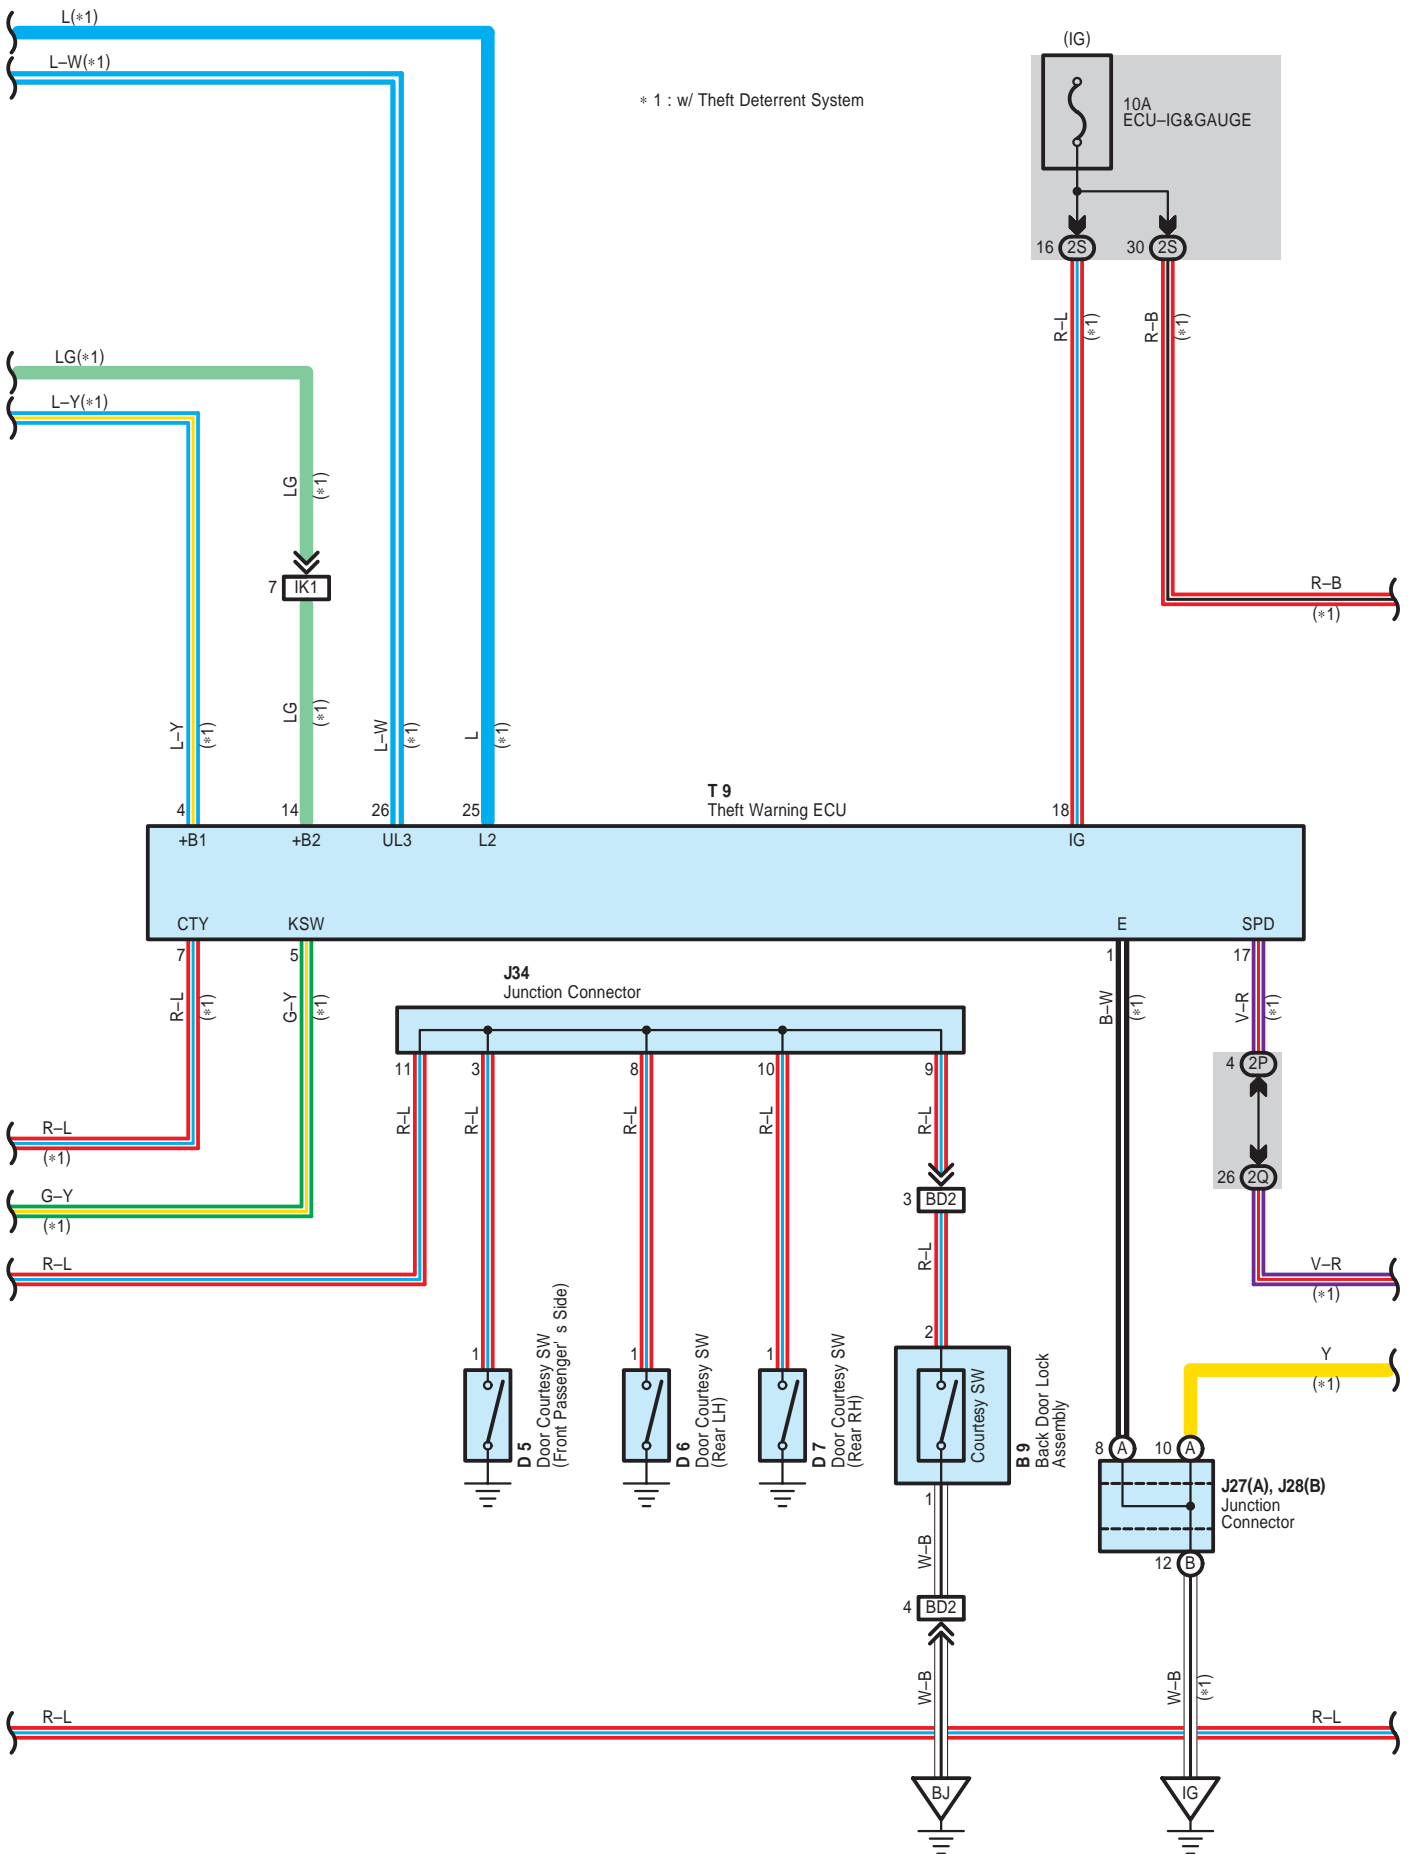 L(∗1)
L–W(∗1)
(IG)
∗ 1 : w/ Theft Deterrent System
10A
ECU–IG&GAUGE
16 2S
30 2S
R–L
(∗1)
R–B
(∗1)
LG(∗1)
L–Y(∗1)
LG
(∗1)
7 IK1
R–B
(∗1)
L–Y
(∗1)
LG
(∗1)
L–W
(∗1)
L
(∗1)
T 9
Theft Warning ECU
4
14
26
25
18
+B1
+B2
UL3
L2
IG
CTY
KSW
E
SPD
7
5
1
17
R–L
(∗1)
G–Y
(∗1)
J34
Junction Connector
B–W
(∗1)
V–R
(∗1)
11
3
8
10
9
4 2P
R–L
R–L
R–L
R–L
R–L
R–L
(∗1)
26 2Q
3 BD2
G–Y
(∗1)
R–L
R–L
V–R
(∗1)
1
1
1
2
D 5
Door Courtesy SW
(Front Passenger' s Side)
D 6
Door Courtesy SW
(Rear LH)
D 7
Door Courtesy SW
(Rear RH)
Courtesy SW
B 9
Back Door Lock
Assembly
Y
(∗1)
8 A
10 A
J27(A), J28(B)
Junction
Connector
1
W–B
12 B
4 BD2
W–B
W–B
(∗1)
R–L
R–L
BJ
IG